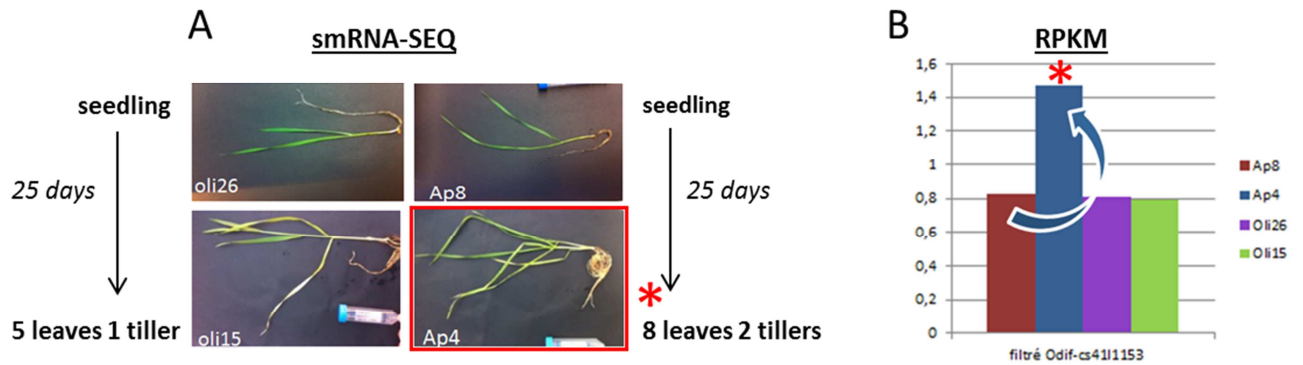 A
smRNA-SEQ
seedling
25 days
5 leaves 1 tiller
oli26
Ap8
oli15
Ap4
seedling
25 days
*
8 leaves 2 tillers
B
RPKM
*
1,6
1,4
1,2
1
0,8
0,6
0,4
0,2
0
filtré Odif-cs41l1153
Ap8
Ap4
Oli26
Oli15